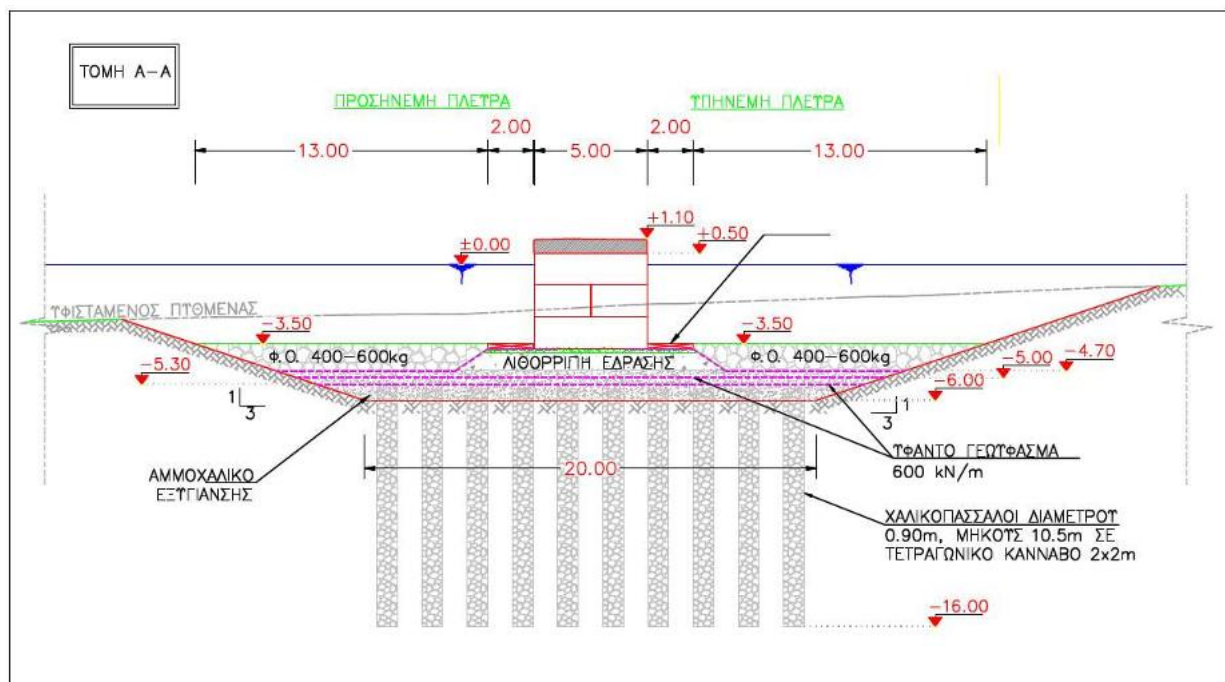 ΤΟΜΗ Α-Α
ΠΡΟΣΗΝΕΜΗ ΠΛΕΥΡΑ
ΥΠΗΝΕΜΗ ΠΛΕΥΡΑ
2.00
2.00
13.00
5.00
13.00
+1.10
±0.00
+0.50
ΥΦΙΣΤΑΜΕΝΟΣ ΠΥΘΜΕΝΑΣ
-3.50
-3.50
Φ.Ο. 400-600kg
ΛΙΘΟΡΡΙΠΗ ΕΔΡΑΣΗΣ
Φ.Ο. 400-600kg
-5.30
-5.00
-4.70
-6.00
1
3
1
3
ΑΜΜΟΧΑΛΙΚΟ
ΕΞΥΓΙΑΝΣΗΣ
20.00
ΥΦΑΝΤΟ ΓΕΩΥΦΑΣΜΑ
600 kN/m
ΧΑΛΙΚΟΠΑΣΣΑΛΟΙ ΔΙΑΜΕΤΡΟΥ
0.90m, ΜΗΚΟΥΣ 10.5m ΣΕ
ΤΕΤΡΑΓΩΝΙΚΟ ΚΑΝΝΑΒΟ 2x2m
-16.00